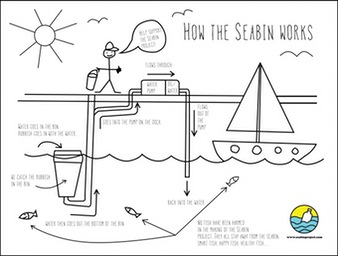 HOW THE SEABIN WORKS
HELP SUPPORT
THE SEABIN
PROJECT!
FLOWS THROUGH
WATER
PUMP
OIL-
WATER
GOES INTO THE PUMP ON THE DOCK.
FLOWS
OUT OF
THE
PUMP
WATER GOES IN THE BIN.
RUBBISH GOES IN WITH THE WATER.
WE CATCH THE RUBBISH
IN THE BIN
BACK INTO THE WATER
WATER THEN GOES OUT THE BOTTOM OF THE BIN
NO FISH HAVE BEEN HARMED
IN THE MAKING OF THE SEABIN
PROJECT. THEY ALL STAY AWAY FROM THE SEABIN.
SMART FISH, HAPPY FISH, HEALTHY FISH...
www.seabinproject.com